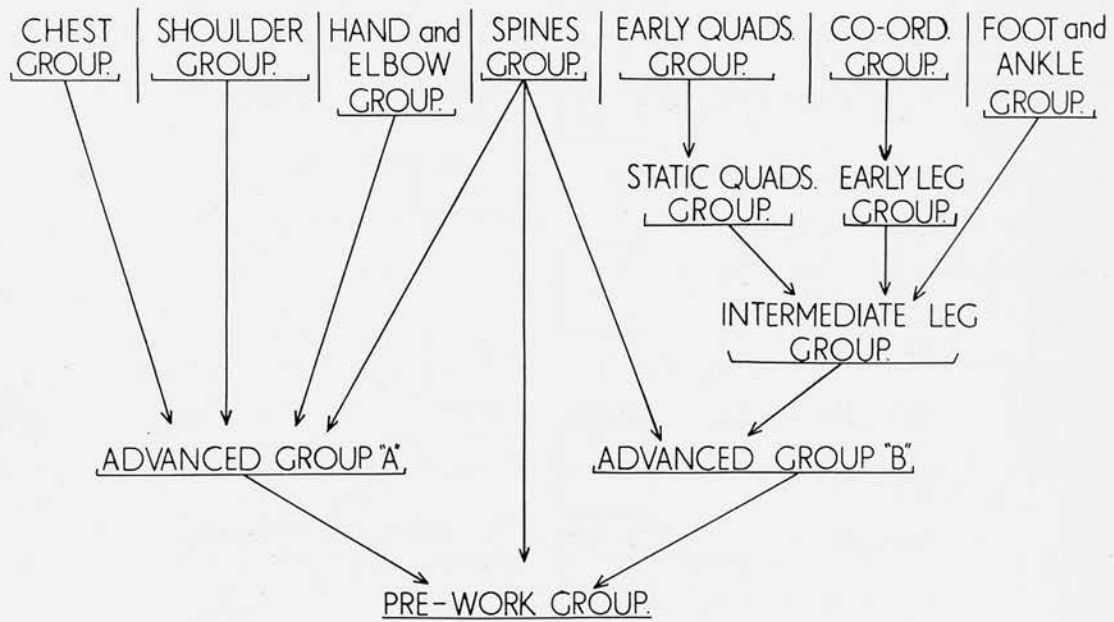 CHEST
GROUP.
SHOULDER
GROUP.
HAND and
ELBOW
GROUP.
SPINES
GROUP.
EARLY QUADS.
GROUP.
CO-ORD.
GROUP.
FOOT and
ANKLE
GROUP.
STATIC QUADS.
GROUP.
EARLY LEG
GROUP.
INTERMEDIATE LEG
GROUP.
ADVANCED GROUP "A".
ADVANCED GROUP "B".
PRE-WORK GROUP.